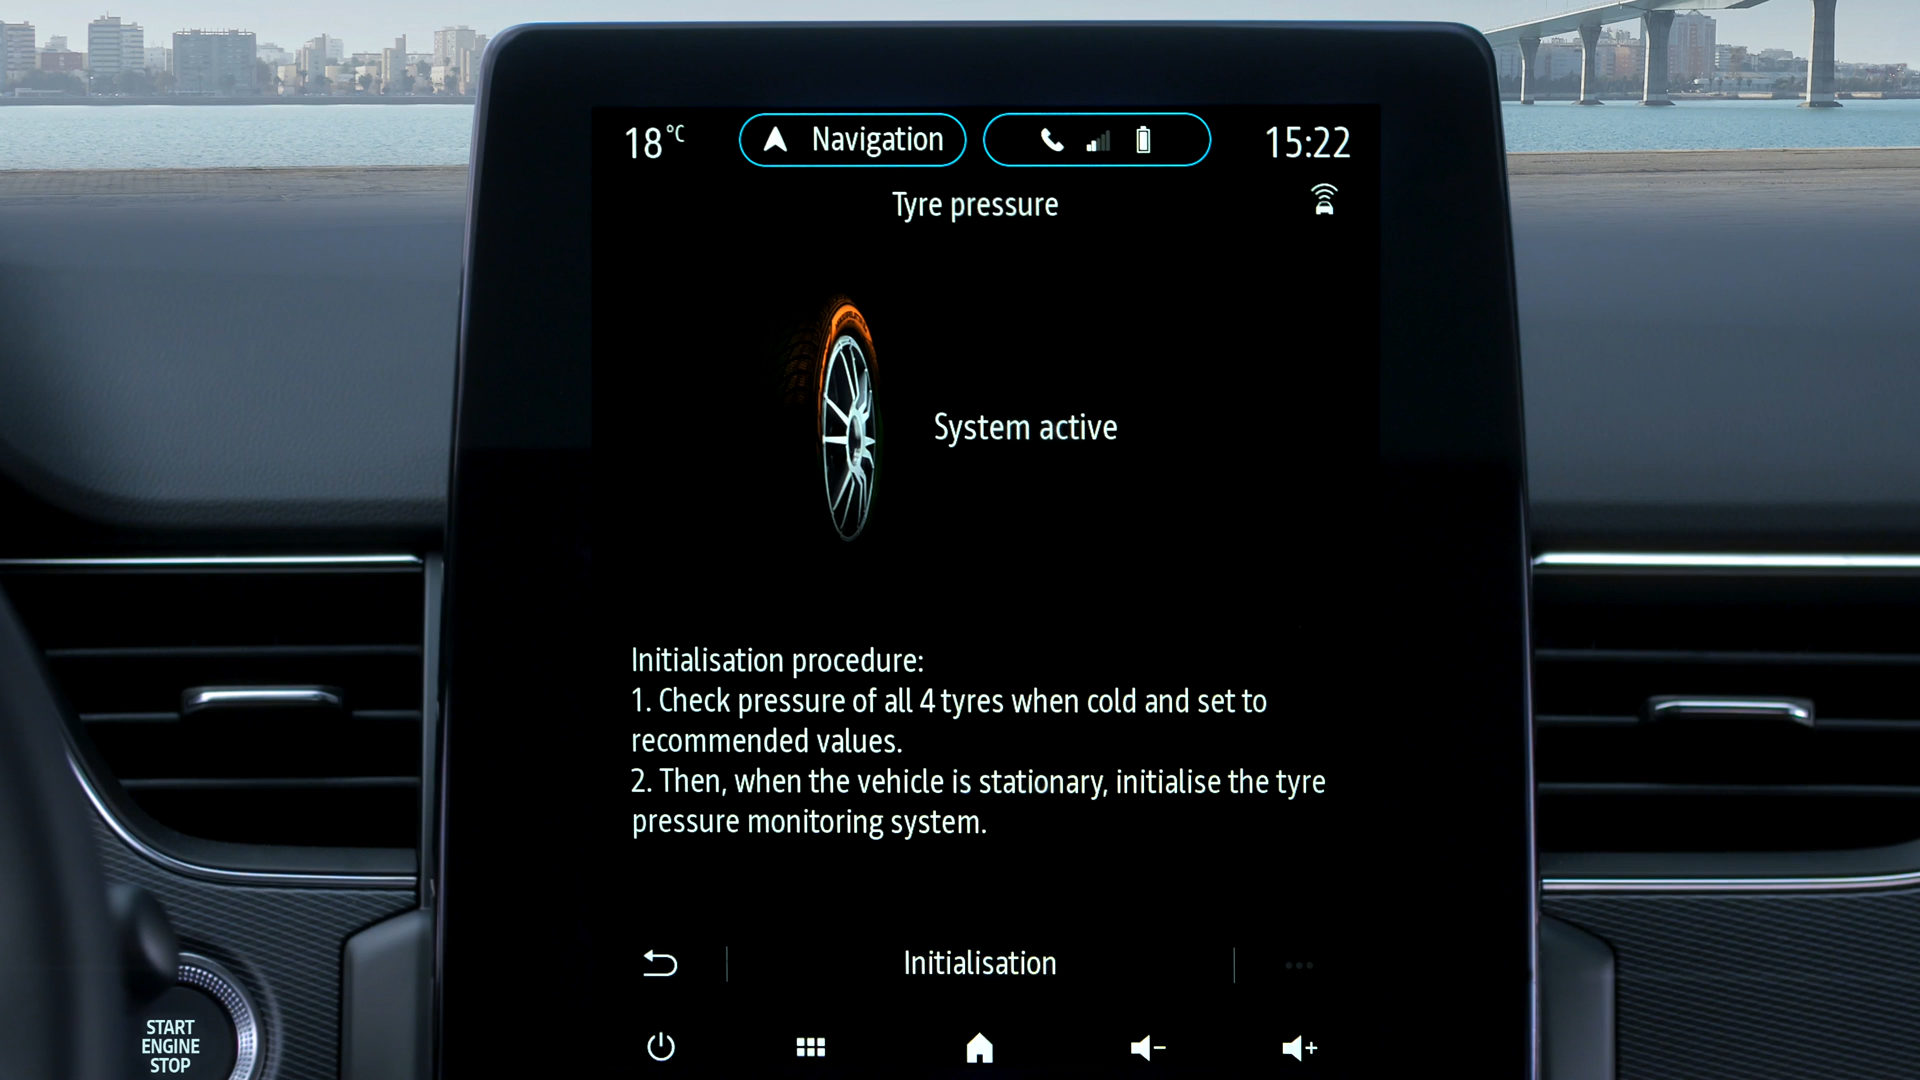 18°C
Navigation
15:22
Tyre pressure
System active
Initialisation procedure:
1. Check pressure of all 4 tyres when cold and set to
recommended values.
2. Then, when the vehicle is stationary, initialise the tyre
pressure monitoring system.
Initialisation
START
ENGINE
STOP